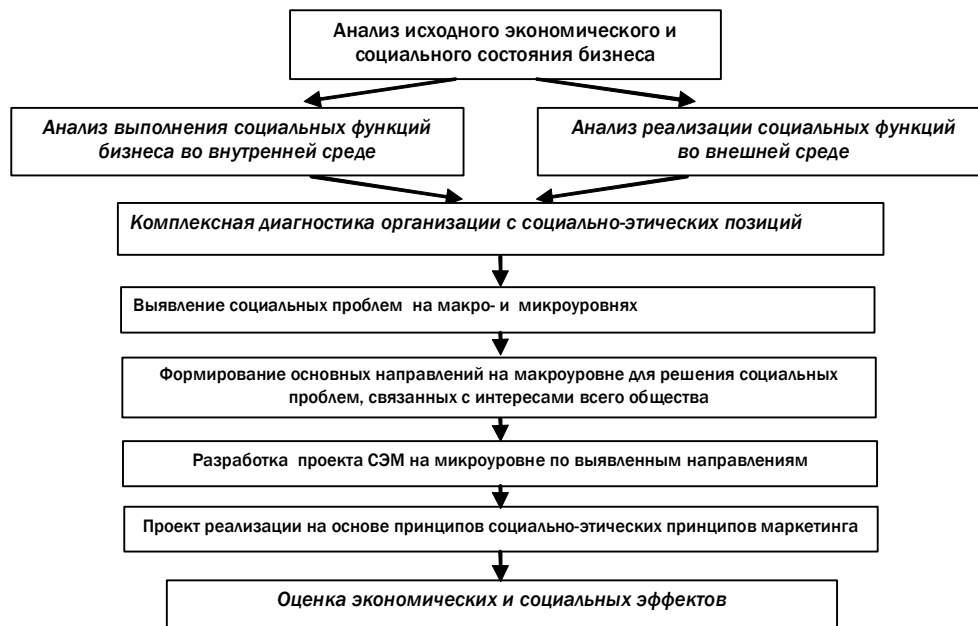 Анализ исходного экономического и
социального состояния бизнеса
Анализ выполнения социальных функций
бизнеса во внутренней среде
Анализ реализации социальных функций
во внешней среде
Комплексная диагностика организации с социально-этических позиций
Выявление социальных проблем на макро- и микроуровнях
Формирование основных направлений на макроуровне для решения социальных
проблем, связанных с интересами всего общества
Разработка проекта СЭМ на микроуровне по выявленным направлениям
Проект реализации на основе принципов социально-этических принципов маркетинга
Оценка экономических и социальных эффектов